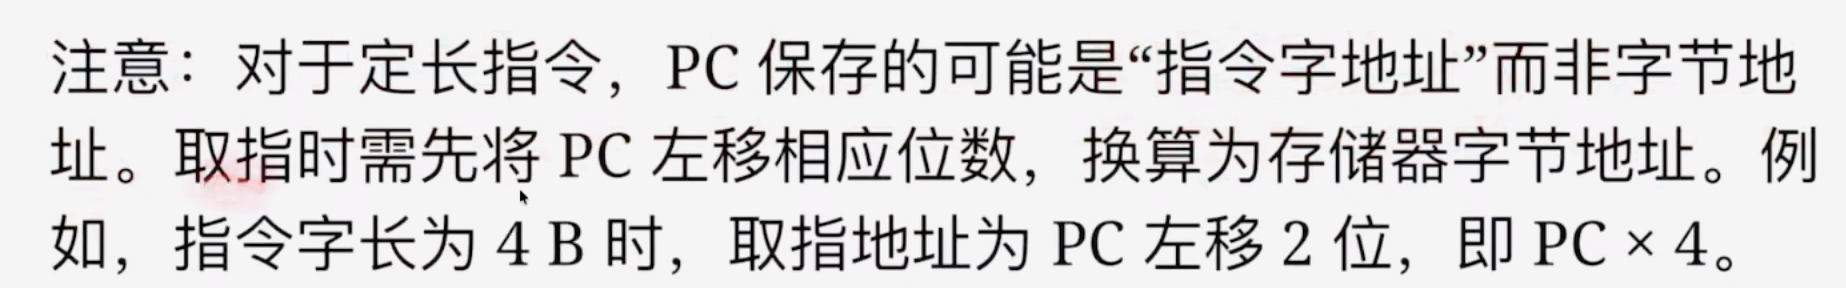 注意：对于定长指令，PC 保存的可能是“指令字地址”而非字节地
址。取指时需先将 PC 左移相应位数，换算为存储器字节地址。例
如，指令字长为 4 B 时，取指地址为 PC 左移 2 位，即 PC × 4。